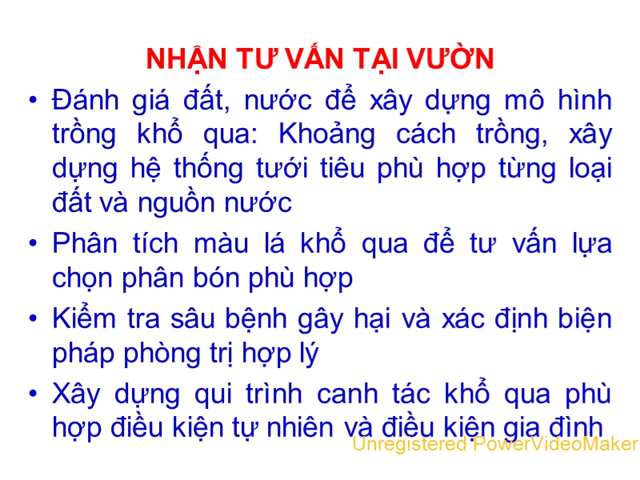 NHẬN TƯ VẤN TẠI VƯỜN
• Đánh giá đất, nước để xây dựng mô hình
trồng khổ qua: Khoảng cách trồng, xây
dựng hệ thống tưới tiêu phù hợp từng loại
đất và nguồn nước
• Phân tích màu lá khổ qua để tư vấn lựa
chọn phân bón phù hợp
• Kiểm tra sâu bệnh gây hại và xác định biện
pháp phòng trị hợp lý
• Xây dựng qui trình canh tác khổ qua phù
hợp điều kiện tự nhiên và điều kiện gia đình
Unregistered PowerVideoMaker